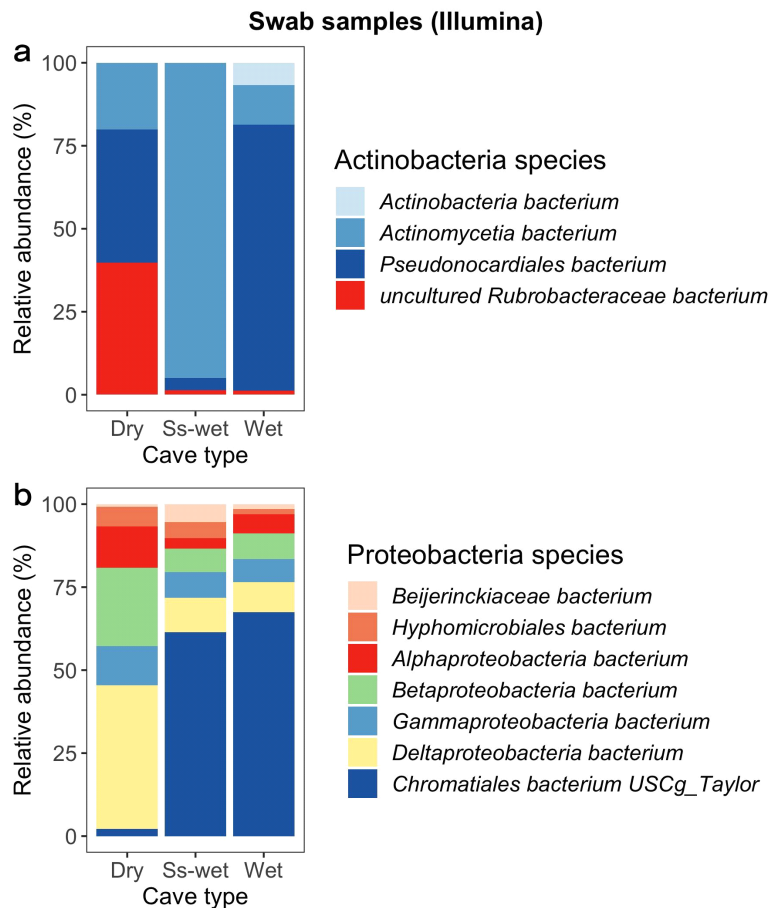 Swab samples (Illumina)
a
Relative abundance (%)
100
75
50
25
0
Dry Ss-wet Wet
Cave type
Actinobacteria species
Actinobacteria bacterium
Actinomycetia bacterium
Pseudonocardiales bacterium
uncultured Rubrobacteraceae bacterium
b
Relative abundance (%)
100
75
50
25
0
Dry Ss-wet Wet
Cave type
Proteobacteria species
Beijerinckiaceae bacterium
Hyphomicrobiales bacterium
Alphaproteobacteria bacterium
Betaproteobacteria bacterium
Gammaproteobacteria bacterium
Deltaproteobacteria bacterium
Chromatiales bacterium USCg_Taylor